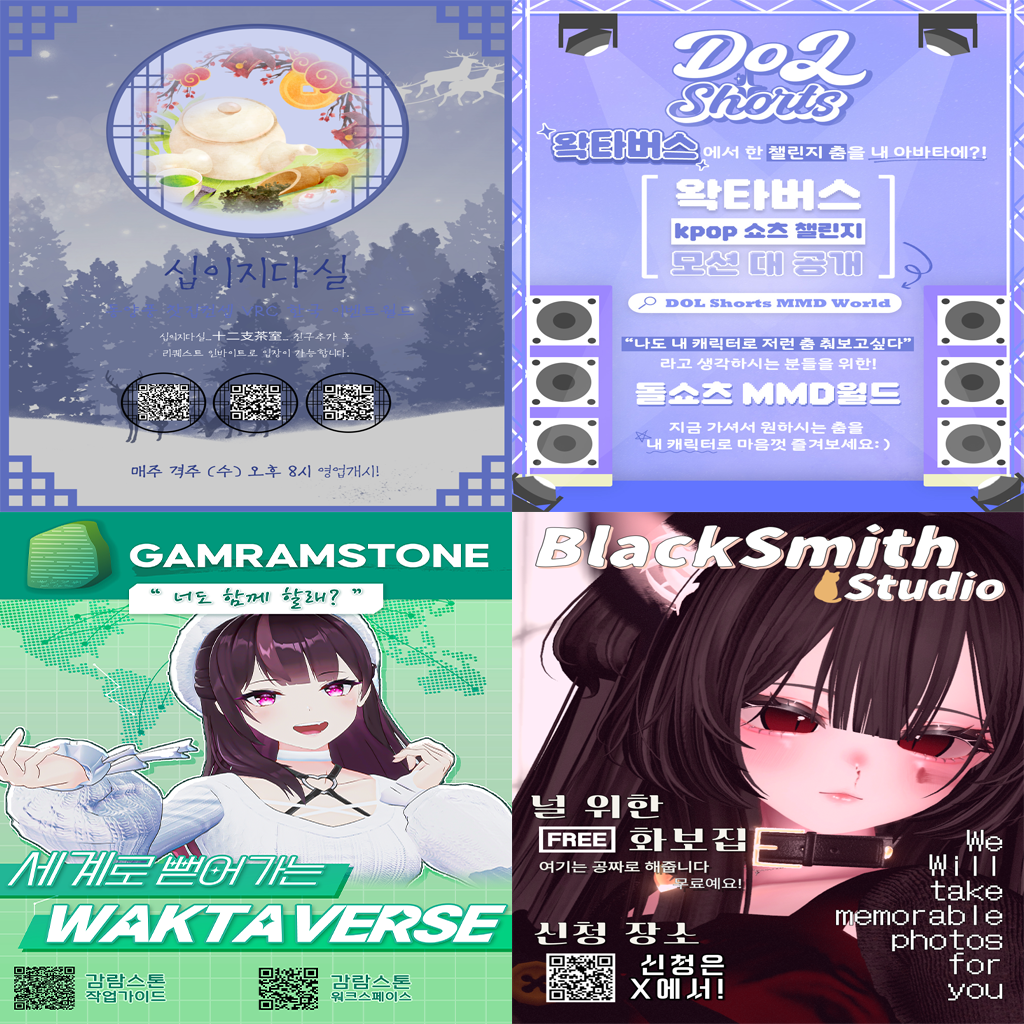 십이지다실
십이지다실_十二支茶室_ 친구추가 후
리퀘스트 인바이트로 입장이 가능합니다.
매주 격주 (수) 오후 8시 영업개시!
DoL
Shorts
왁타버스에서 한 챌린지 춤을 내 아바타에?!
왁타버스
kpop 쇼츠 챌린지
모션 대 공개
DOL Shorts MMD World
“나도 내 캐릭터로 저런 춤 춰보고싶다”
라고 생각하시는 분들을 위한!
돌쇼츠 MMD월드
지금 가셔서 원하시는 춤을
내 캐릭터로 마음껏 즐겨보세요:)
GAMRAMSTONE
“ 너도 함께 할래? ”
세계로 뻗어가는
WAKTAVERSE
감람스톤
작업가이드
감람스톤
워크스페이스
BlackSmith
Studio
널 위한
FREE 화보집
여기는 공짜로 해줍니다
무료예요!
신청 장소
신청은
X에서!
We
Will
take
memorable
photos
for
you